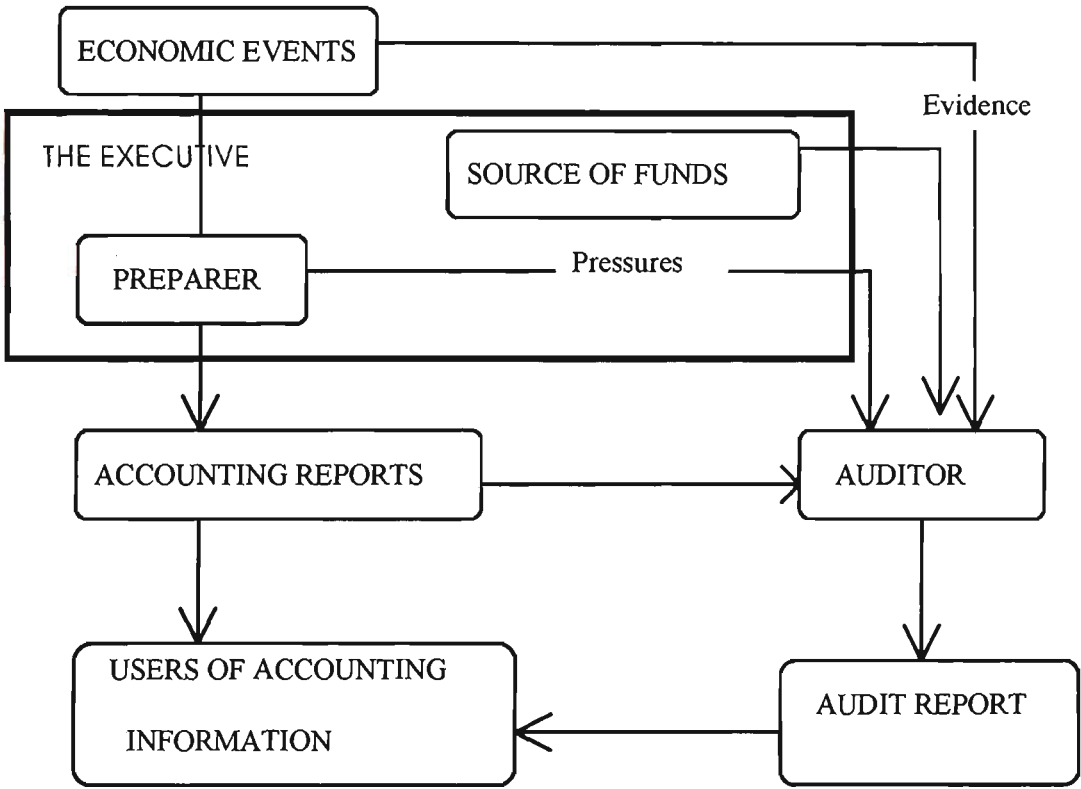 ECONOMIC EVENTS
Evidence
THE EXECUTIVE
SOURCE OF FUNDS
PREPARER
Pressures
ACCOUNTING REPORTS
AUDITOR
USERS OF ACCOUNTING
INFORMATION
AUDIT REPORT